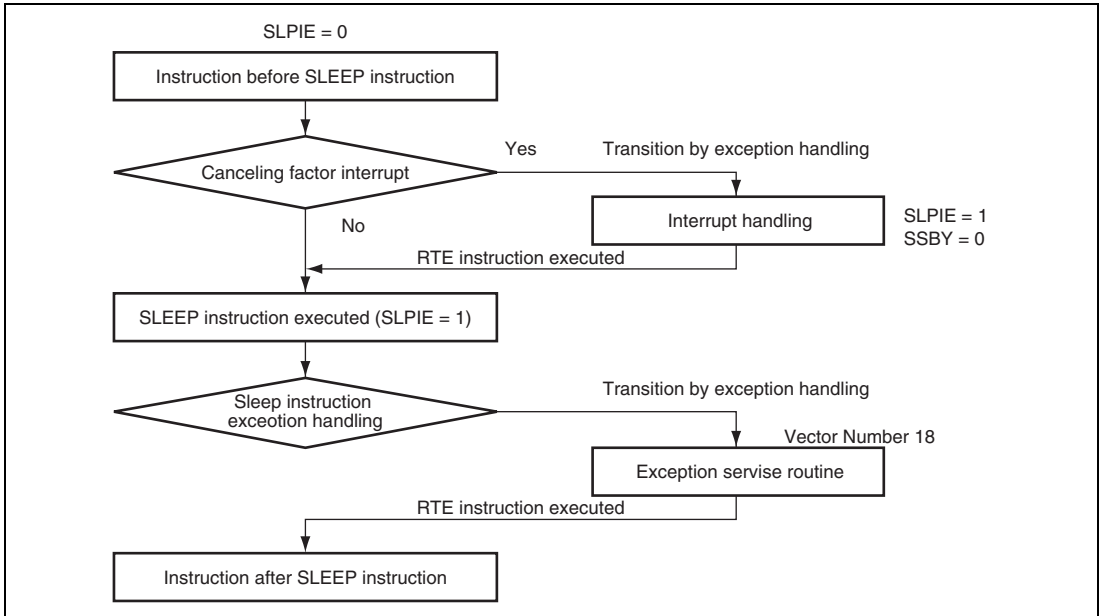 SLPIE = 0
Instruction before SLEEP instruction
Canceling factor interrupt
Yes
Transition by exception handling
No
Interrupt handling
SLPIE = 1
SSBY = 0
RTE instruction executed
SLEEP instruction executed (SLPIE = 1)
Sleep instruction
exceotion handling
Transition by exception handling
Vector Number 18
Exception servise routine
RTE instruction executed
Instruction after SLEEP instruction